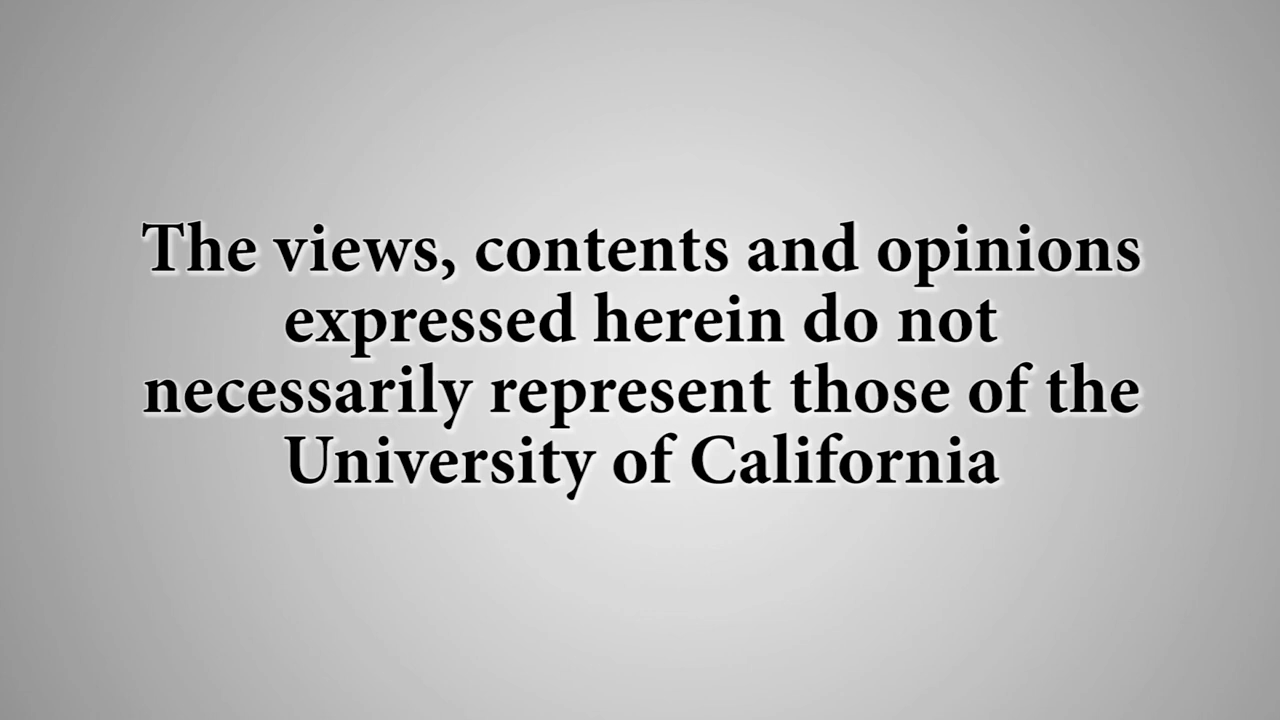 The views, contents and opinions
expressed herein do not
necessarily represent those of the
University of California